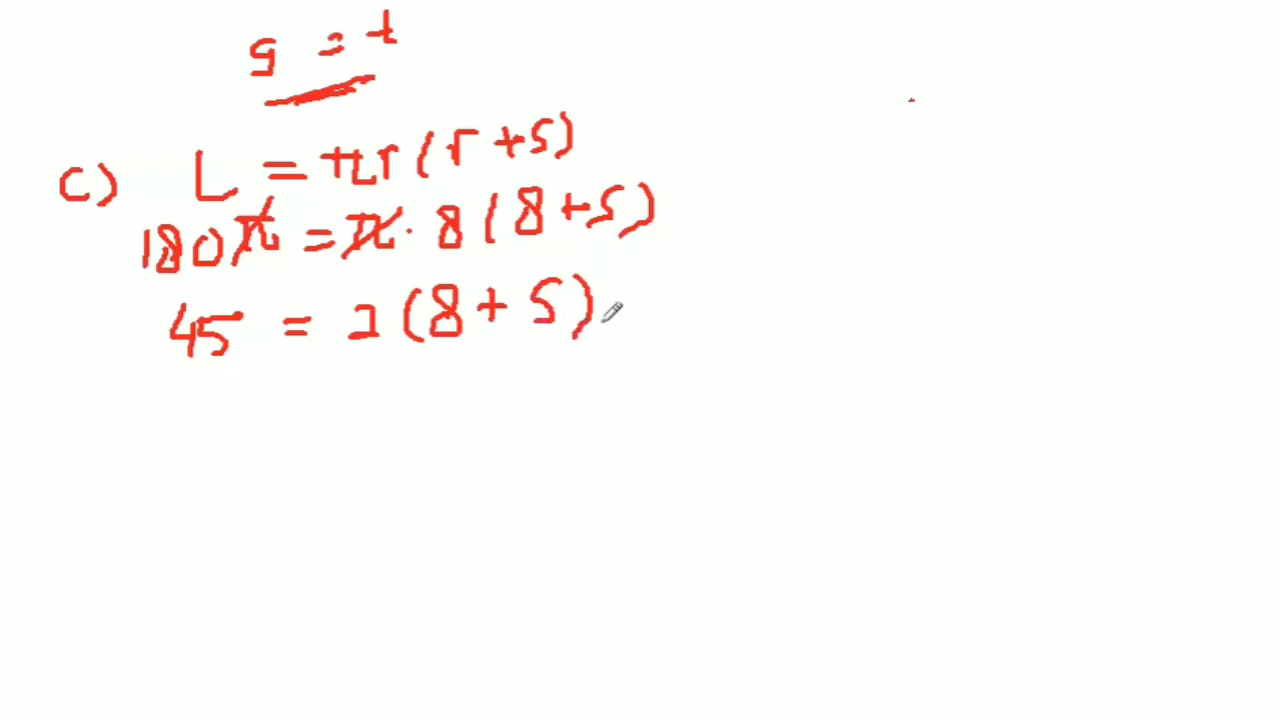 s = t
c) L = πr(r + s)
180π = π · 8(8 + s)
45 = 2(8 + s)